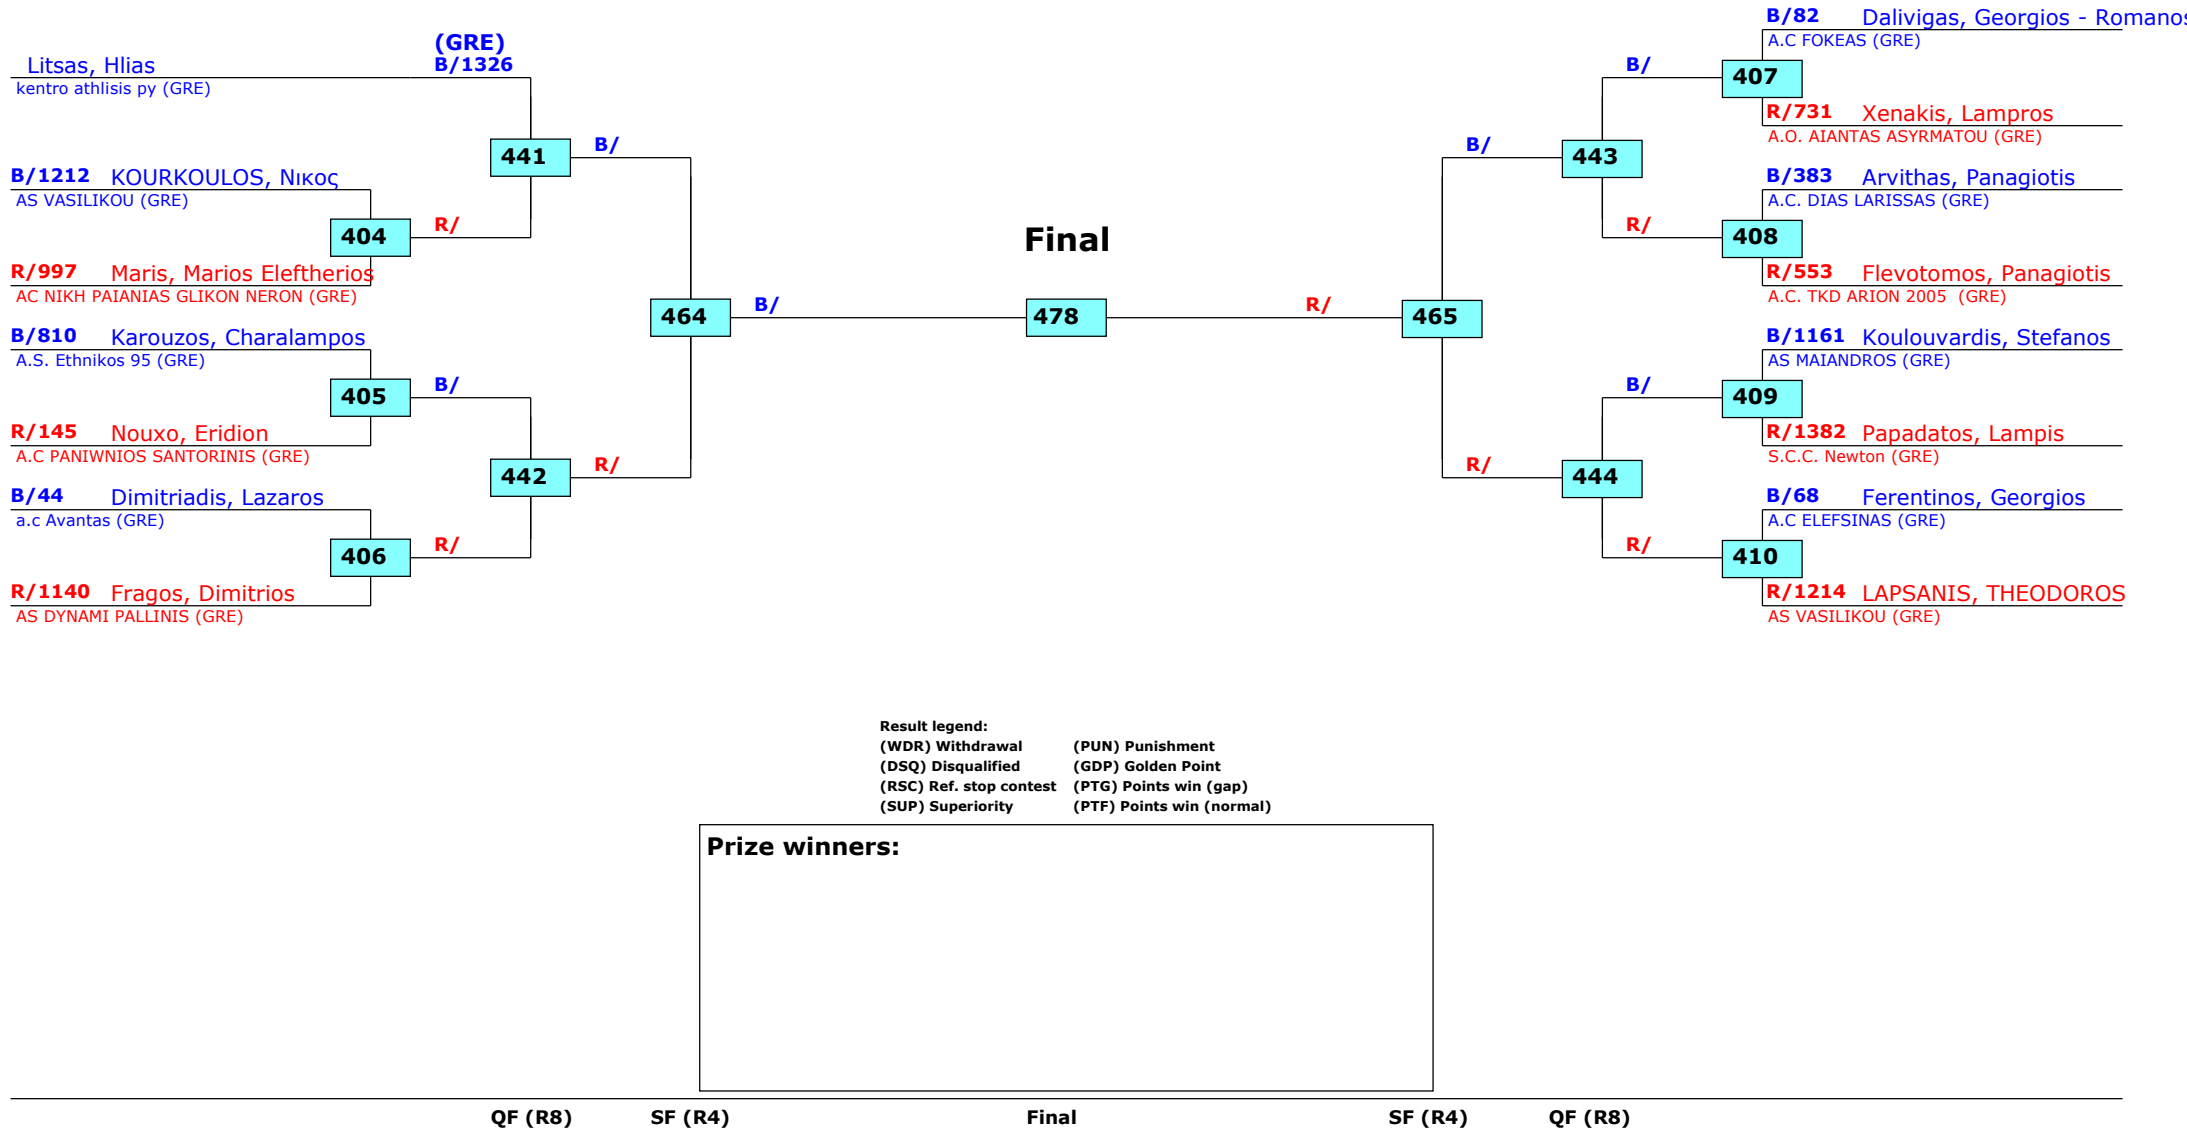 (GRE)
Litsas, Hlias B/1326
kentro athlisis py (GRE)
441
B/
B/1212 KOURKOULOS, Νικος
AS VASILIKOU (GRE)
404
R/
R/997 Maris, Marios Eleftherios
AC NIKH PAIANIAS GLIKON NERON (GRE)
464
B/
B/810 Karouzos, Charalampos
A.S. Ethnikos 95 (GRE)
405
B/
R/145 Nouxo, Eridion
A.C PANIWNIOS SANTORINIS (GRE)
442
R/
B/44 Dimitriadis, Lazaros
a.c Avantas (GRE)
406
R/
R/1140 Fragos, Dimitrios
AS DYNAMI PALLINIS (GRE)
Final
478
R/
465
B/82 Dalivigas, Georgios - Romanos
A.C FOKEAS (GRE)
B/
407
R/731 Xenakis, Lampros
A.O. AIANTAS ASYRMATOU (GRE)
B/
443
B/383 Arvithas, Panagiotis
A.C. DIAS LARISSAS (GRE)
R/
408
R/553 Flevotomos, Panagiotis
A.C. TKD ARION 2005 (GRE)
B/1161 Koulouvardis, Stefanos
AS MAIANDROS (GRE)
B/
409
R/1382 Papadatos, Lampis
S.C.C. Newton (GRE)
R/
444
B/68 Ferentinos, Georgios
A.C ELEFSINAS (GRE)
R/
410
R/1214 LAPSANIS, THEODOROS
AS VASILIKOU (GRE)
Result legend:
(WDR) Withdrawal (PUN) Punishment
(DSQ) Disqualified (GDP) Golden Point
(RSC) Ref. stop contest (PTG) Points win (gap)
(SUP) Superiority (PTF) Points win (normal)
Prize winners:
QF (R8) SF (R4) Final SF (R4) QF (R8)